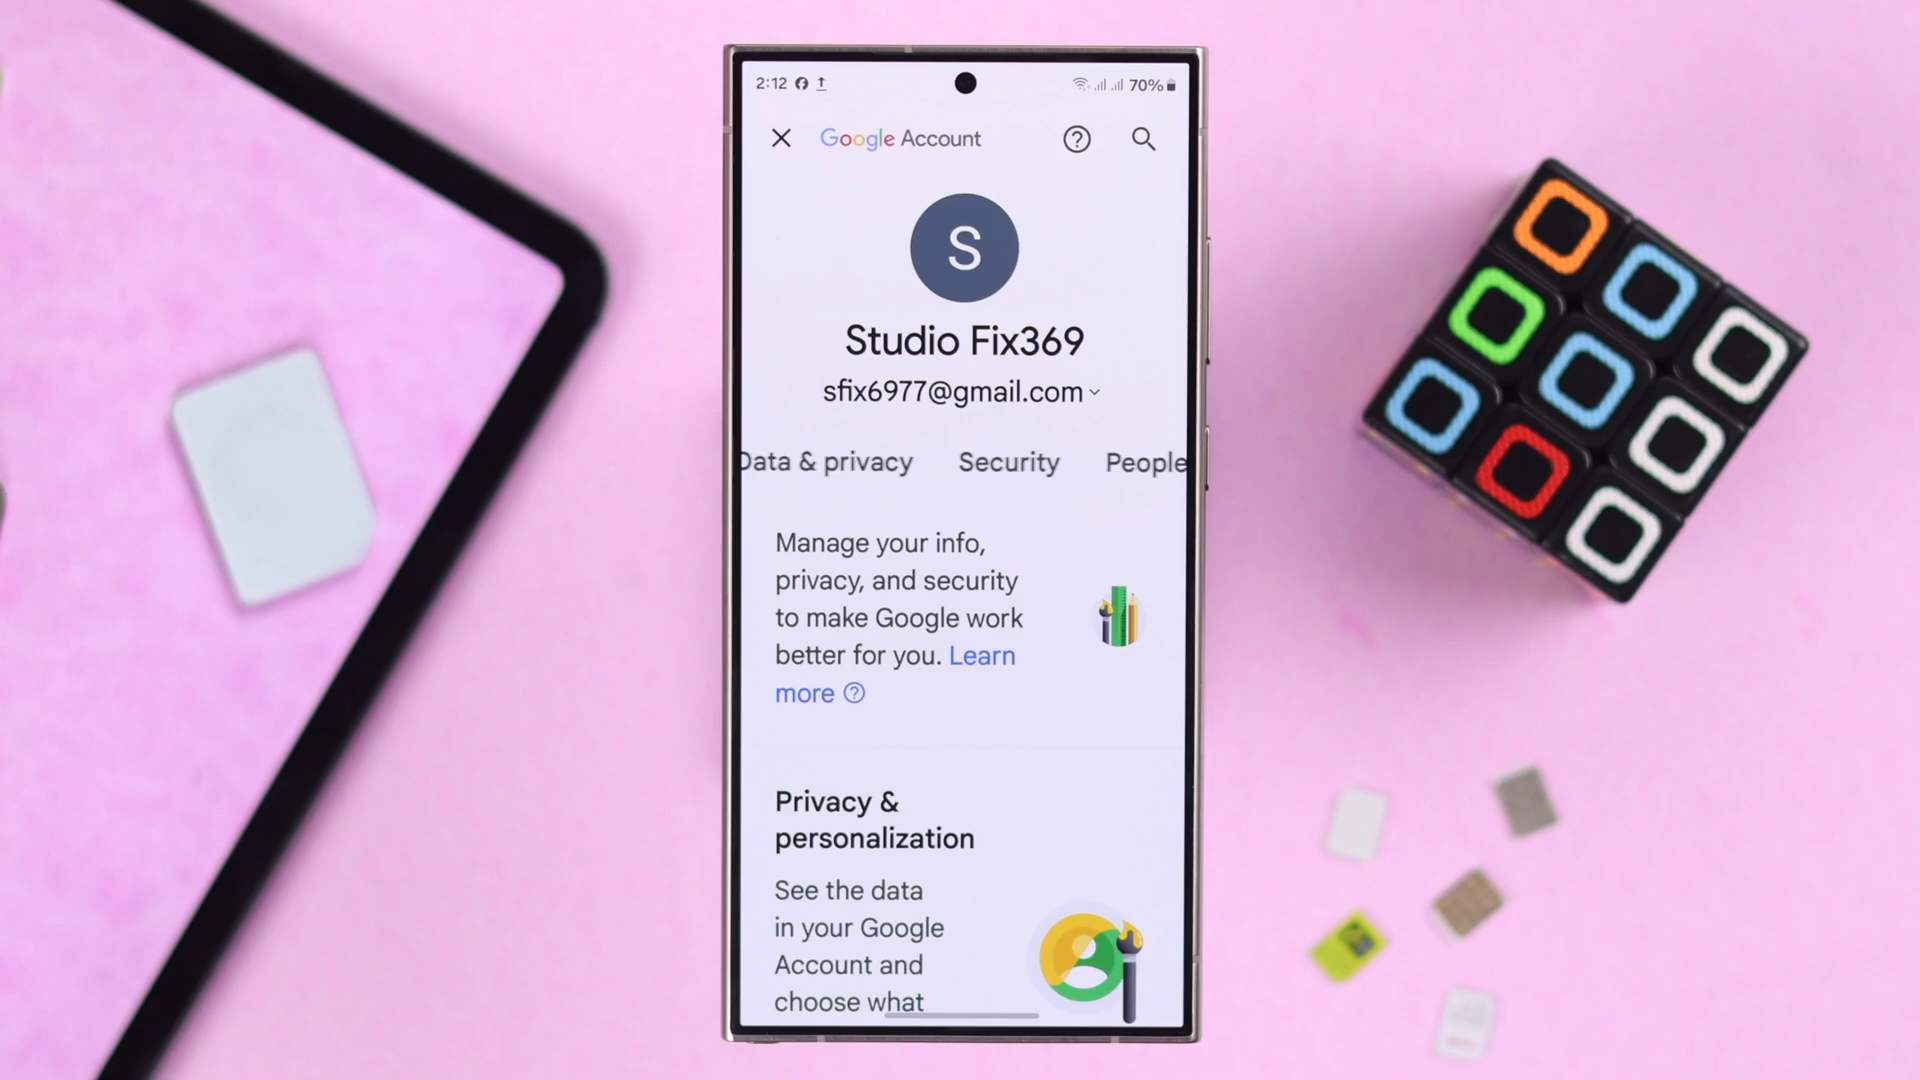 2:12
70%
Google Account
S
Studio Fix369
sfix6977@gmail.com
Data & privacy Security People
Manage your info,
privacy, and security
to make Google work
better for you. Learn
more
Privacy &
personalization
See the data
in your Google
Account and
choose what